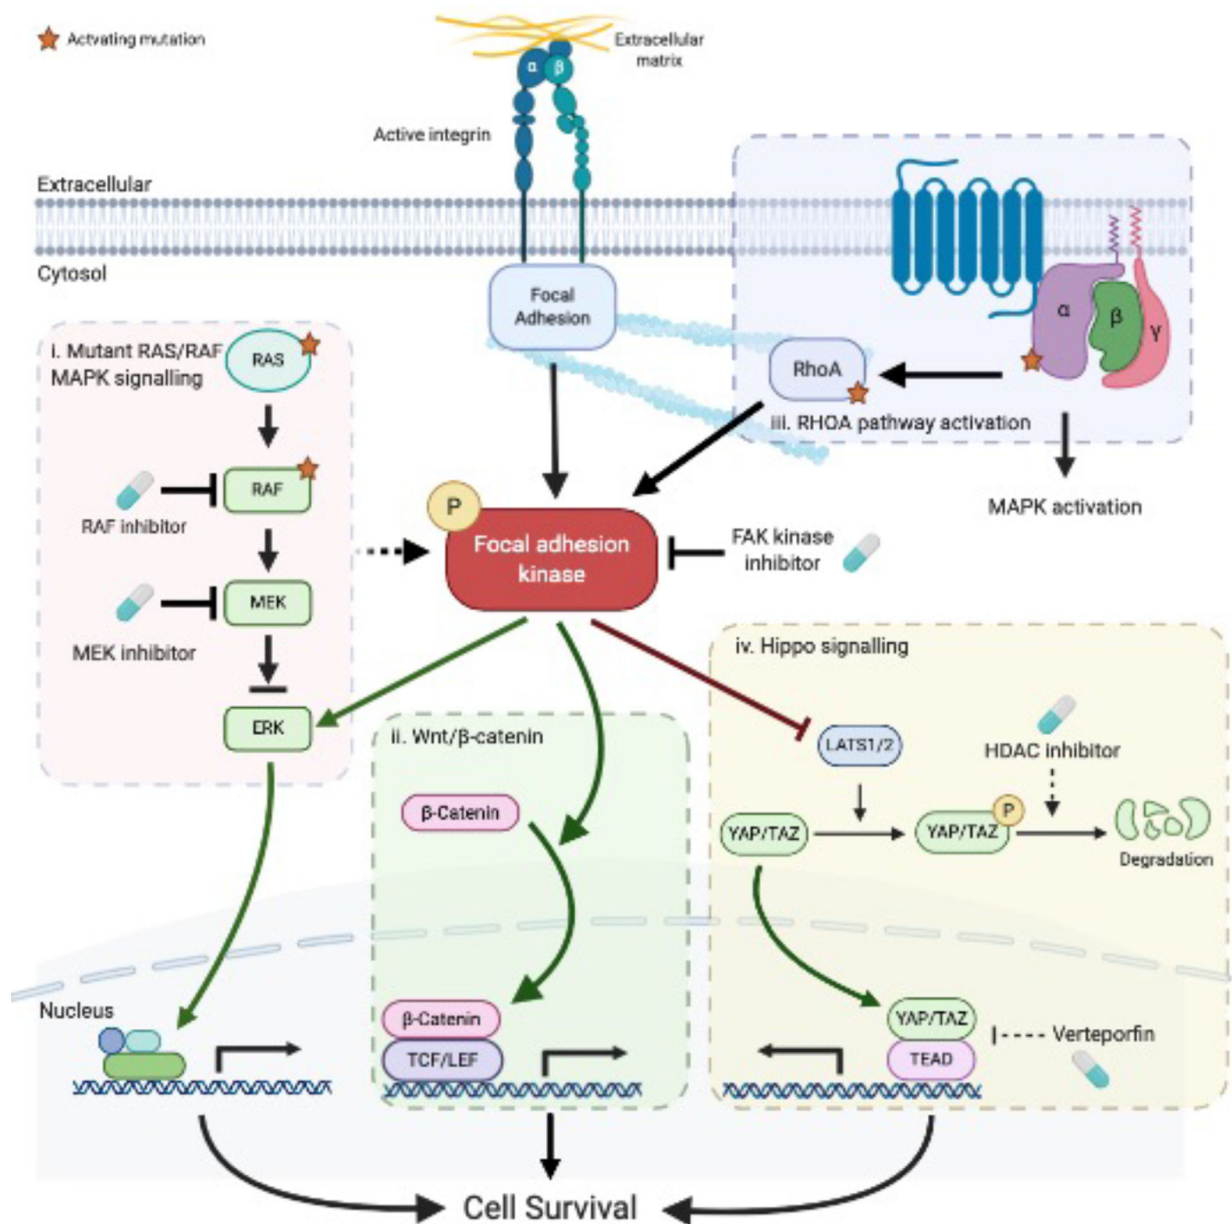 Actvating mutation
Extracellular
matrix
α
β
Active integrin
Extracellular
Cytosol
Focal
Adhesion
α
β
γ
RhoA
iii. RHOA pathway activation
MAPK activation
i. Mutant RAS/RAF
MAPK signalling
RAS
RAF
RAF inhibitor
MEK
MEK inhibitor
ERK
P
Focal adhesion
kinase
FAK kinase
inhibitor
ii. Wnt/β-catenin
β-Catenin
iv. Hippo signalling
LATS1/2
HDAC inhibitor
YAP/TAZ
YAP/TAZ
P
Degradation
Nucleus
β-Catenin
TCF/LEF
YAP/TAZ
TEAD
Verteporfin
Cell Survival